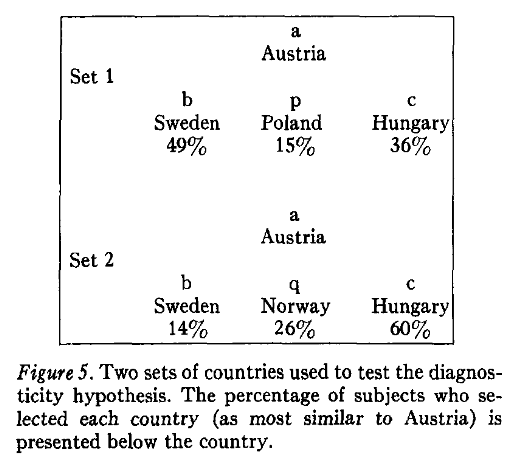 a
Austria
Set 1
b p c
Sweden Poland Hungary
49% 15% 36%
a
Austria
Set 2
b q c
Sweden Norway Hungary
14% 26% 60%
Figure 5. Two sets of countries used to test the diagnos-
ticity hypothesis. The percentage of subjects who se-
lected each country (as most similar to Austria) is
presented below the country.